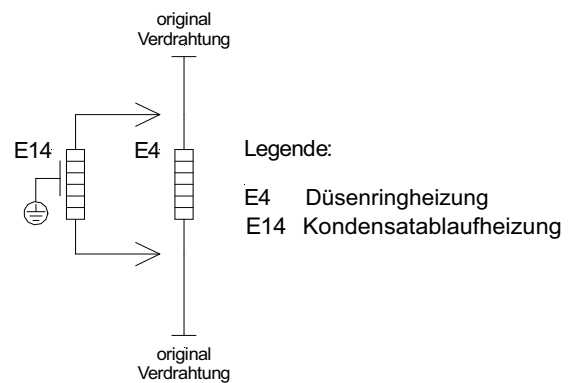 original
Verdrahtung
E14
E4
Legende:
E4 Düsenringheizung
E14 Kondensatablaufheizung
original
Verdrahtung